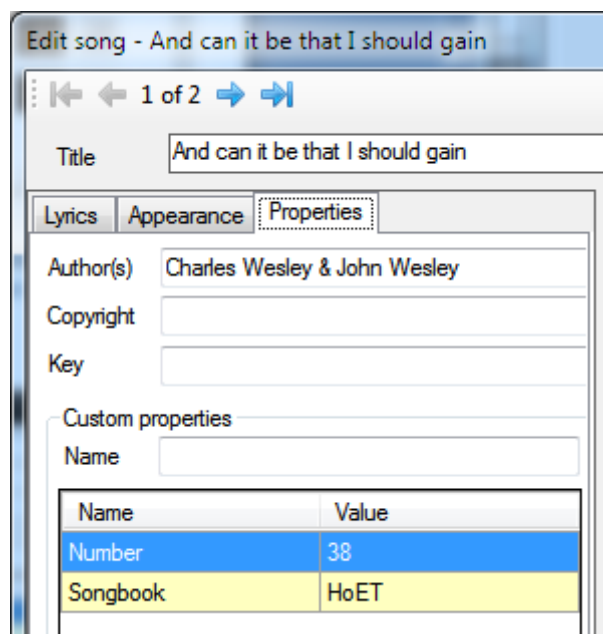 Edit song - And can it be that I should gain
1 of 2
Title And can it be that I should gain
Lyrics Appearance Properties
Author(s) Charles Wesley & John Wesley
Copyright
Key
Custom properties
Name
Name Value
Number 38
Songbook HoET